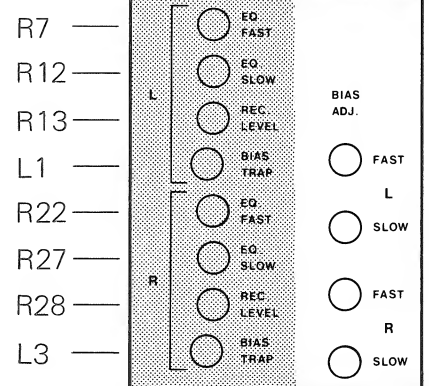 R7
EQ
FAST
R12
EQ
SLOW
L
R13
REC.
LEVEL
L1
BIAS
TRAP
R22
EQ
FAST
R27
EQ
SLOW
R
R28
REC.
LEVEL
L3
BIAS
TRAP
BIAS
ADJ.
FAST
L
SLOW
FAST
R
SLOW